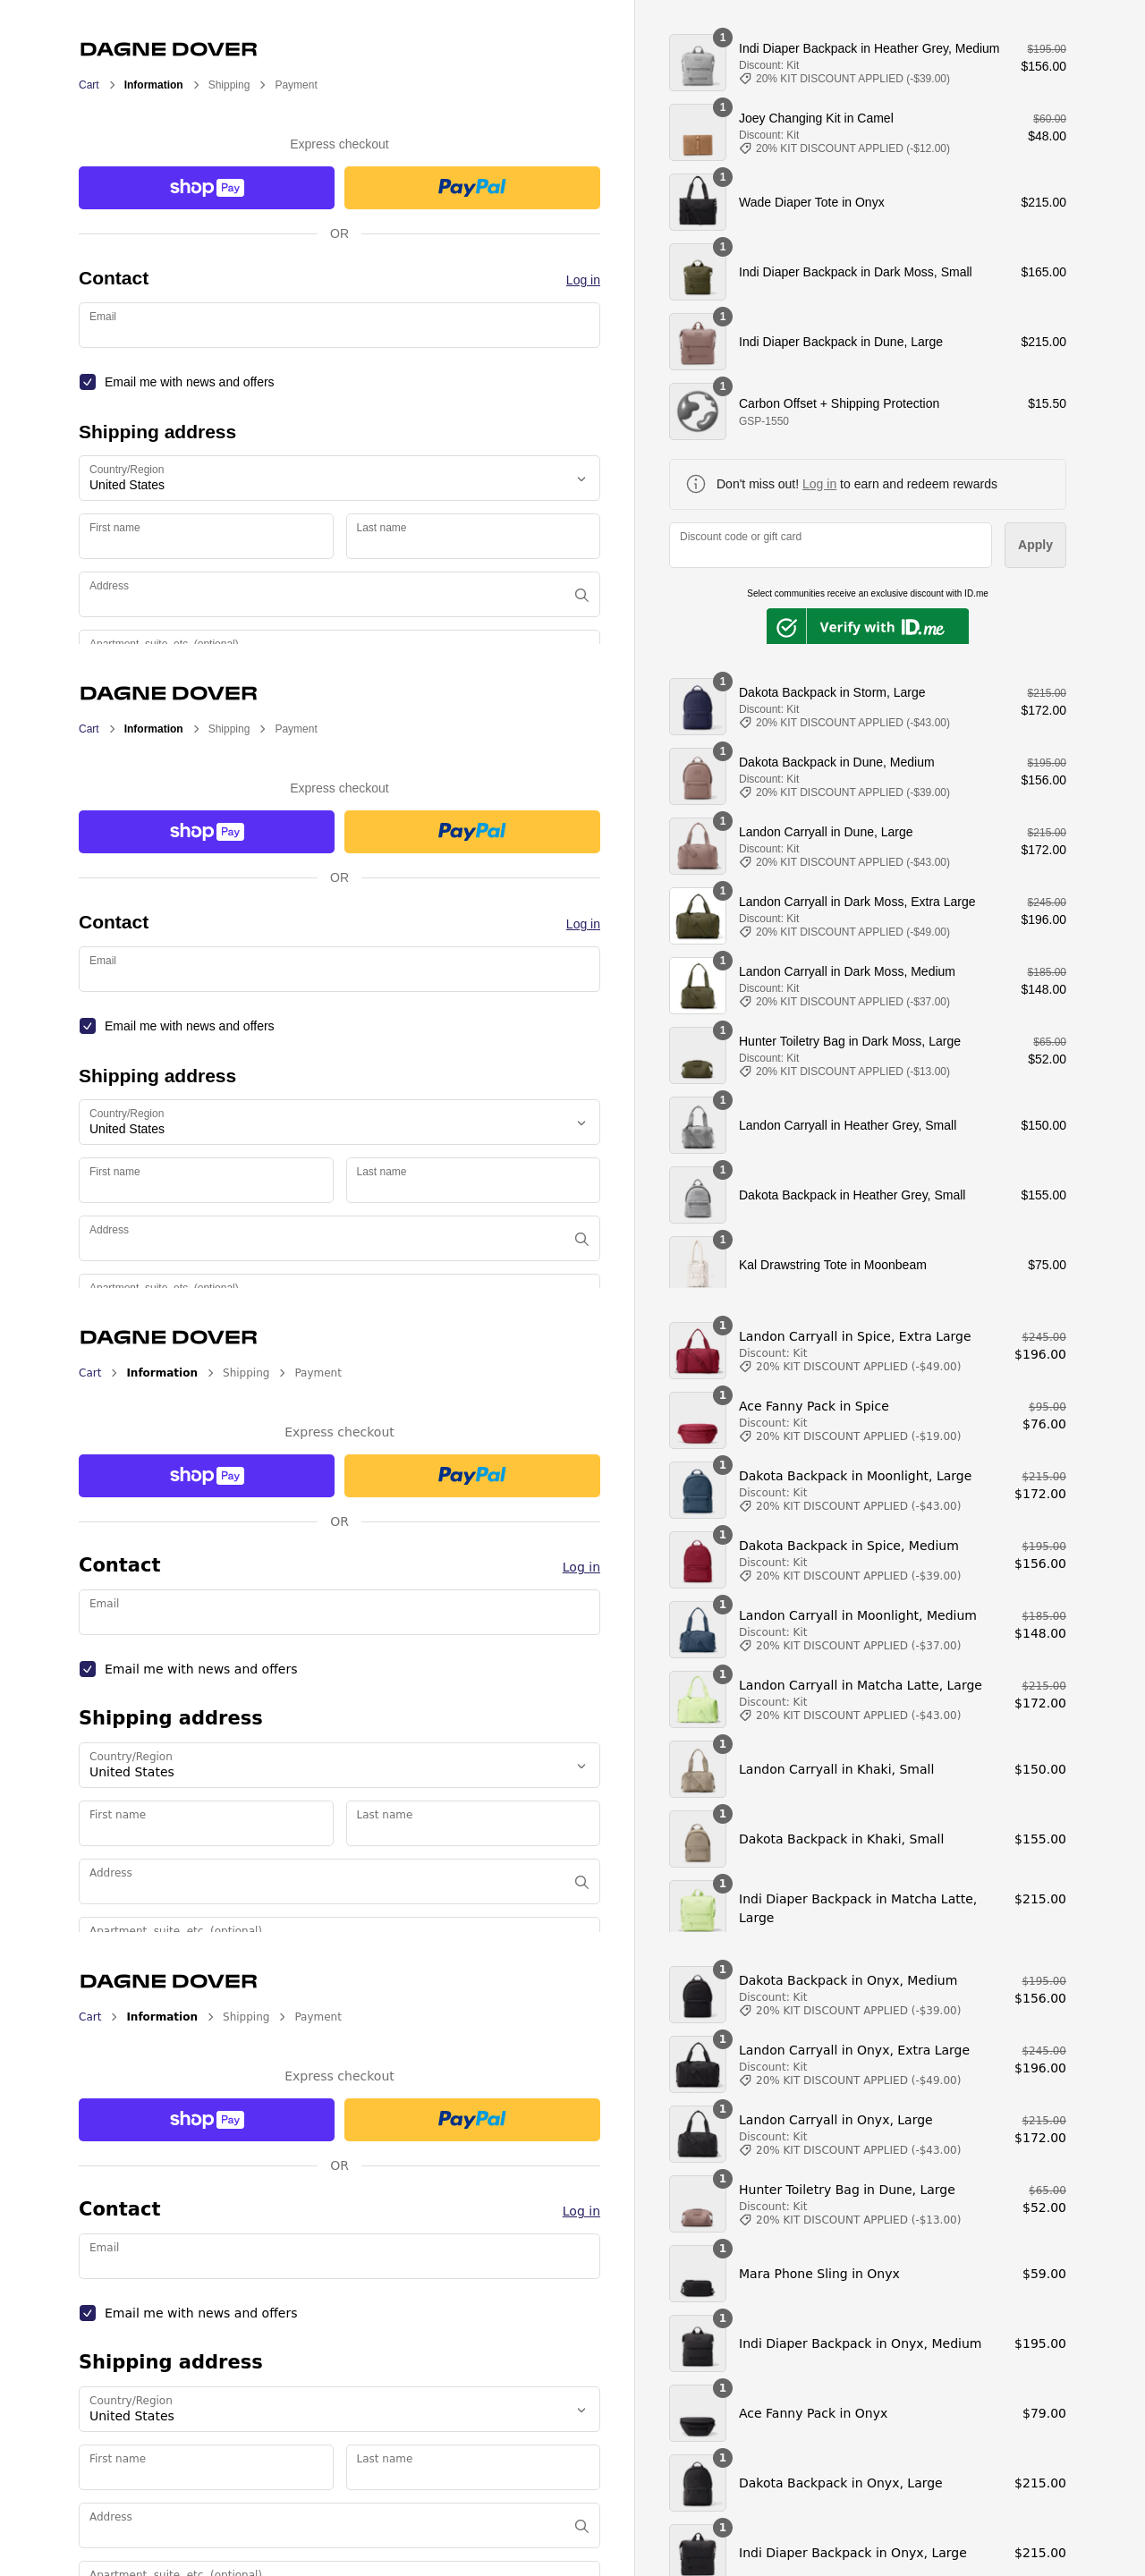 DAGNE DOVER
Cart > Information > Shipping > Payment
Express checkout
shop Pay
PayPal
OR
Contact
Log in
Email
Email me with news and offers
Shipping address
Country/Region
United States
First name
Last name
Address
Apartment, suite, etc. (optional)
1
Indi Diaper Backpack in Heather Grey, Medium
Discount: Kit
20% KIT DISCOUNT APPLIED (-$39.00)
$195.00
$156.00
1
Joey Changing Kit in Camel
Discount: Kit
20% KIT DISCOUNT APPLIED (-$12.00)
$60.00
$48.00
1
Wade Diaper Tote in Onyx
$215.00
1
Indi Diaper Backpack in Dark Moss, Small
$165.00
1
Indi Diaper Backpack in Dune, Large
$215.00
1
Carbon Offset + Shipping Protection
GSP-1550
$15.50
Don't miss out! Log in to earn and redeem rewards
Discount code or gift card
Apply
Select communities receive an exclusive discount with ID.me
Verify with ID.me
DAGNE DOVER
Cart > Information > Shipping > Payment
Express checkout
shop Pay
PayPal
OR
Contact
Log in
Email
Email me with news and offers
Shipping address
Country/Region
United States
First name
Last name
Address
Apartment, suite, etc. (optional)
1
Dakota Backpack in Storm, Large
Discount: Kit
20% KIT DISCOUNT APPLIED (-$43.00)
$215.00
$172.00
1
Dakota Backpack in Dune, Medium
Discount: Kit
20% KIT DISCOUNT APPLIED (-$39.00)
$195.00
$156.00
1
Landon Carryall in Dune, Large
Discount: Kit
20% KIT DISCOUNT APPLIED (-$43.00)
$215.00
$172.00
1
Landon Carryall in Dark Moss, Extra Large
Discount: Kit
20% KIT DISCOUNT APPLIED (-$49.00)
$245.00
$196.00
1
Landon Carryall in Dark Moss, Medium
Discount: Kit
20% KIT DISCOUNT APPLIED (-$37.00)
$185.00
$148.00
1
Hunter Toiletry Bag in Dark Moss, Large
Discount: Kit
20% KIT DISCOUNT APPLIED (-$13.00)
$65.00
$52.00
1
Landon Carryall in Heather Grey, Small
$150.00
1
Dakota Backpack in Heather Grey, Small
$155.00
1
Kal Drawstring Tote in Moonbeam
$75.00
DAGNE DOVER
Cart > Information > Shipping > Payment
Express checkout
shop Pay
PayPal
OR
Contact
Log in
Email
Email me with news and offers
Shipping address
Country/Region
United States
First name
Last name
Address
Apartment, suite, etc. (optional)
1
Landon Carryall in Spice, Extra Large
Discount: Kit
20% KIT DISCOUNT APPLIED (-$49.00)
$245.00
$196.00
1
Ace Fanny Pack in Spice
Discount: Kit
20% KIT DISCOUNT APPLIED (-$19.00)
$95.00
$76.00
1
Dakota Backpack in Moonlight, Large
Discount: Kit
20% KIT DISCOUNT APPLIED (-$43.00)
$215.00
$172.00
1
Dakota Backpack in Spice, Medium
Discount: Kit
20% KIT DISCOUNT APPLIED (-$39.00)
$195.00
$156.00
1
Landon Carryall in Moonlight, Medium
Discount: Kit
20% KIT DISCOUNT APPLIED (-$37.00)
$185.00
$148.00
1
Landon Carryall in Matcha Latte, Large
Discount: Kit
20% KIT DISCOUNT APPLIED (-$43.00)
$215.00
$172.00
1
Landon Carryall in Khaki, Small
$150.00
1
Dakota Backpack in Khaki, Small
$155.00
1
Indi Diaper Backpack in Matcha Latte,
Large
$215.00
DAGNE DOVER
Cart > Information > Shipping > Payment
Express checkout
shop Pay
PayPal
OR
Contact
Log in
Email
Email me with news and offers
Shipping address
Country/Region
United States
First name
Last name
Address
Apartment, suite, etc. (optional)
1
Dakota Backpack in Onyx, Medium
Discount: Kit
20% KIT DISCOUNT APPLIED (-$39.00)
$195.00
$156.00
1
Landon Carryall in Onyx, Extra Large
Discount: Kit
20% KIT DISCOUNT APPLIED (-$49.00)
$245.00
$196.00
1
Landon Carryall in Onyx, Large
Discount: Kit
20% KIT DISCOUNT APPLIED (-$43.00)
$215.00
$172.00
1
Hunter Toiletry Bag in Dune, Large
Discount: Kit
20% KIT DISCOUNT APPLIED (-$13.00)
$65.00
$52.00
1
Mara Phone Sling in Onyx
$59.00
1
Indi Diaper Backpack in Onyx, Medium
$195.00
1
Ace Fanny Pack in Onyx
$79.00
1
Dakota Backpack in Onyx, Large
$215.00
1
Indi Diaper Backpack in Onyx, Large
$215.00